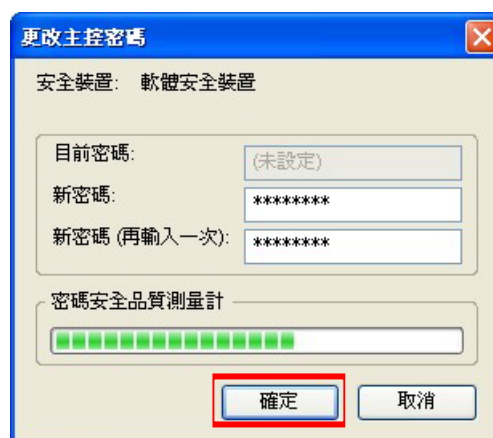 更改主控密碼
安全裝置: 軟體安全裝置
目前密碼: (未設定)
新密碼: ********
新密碼 (再輸入一次): ********
密碼安全品質測量計
確定 取消